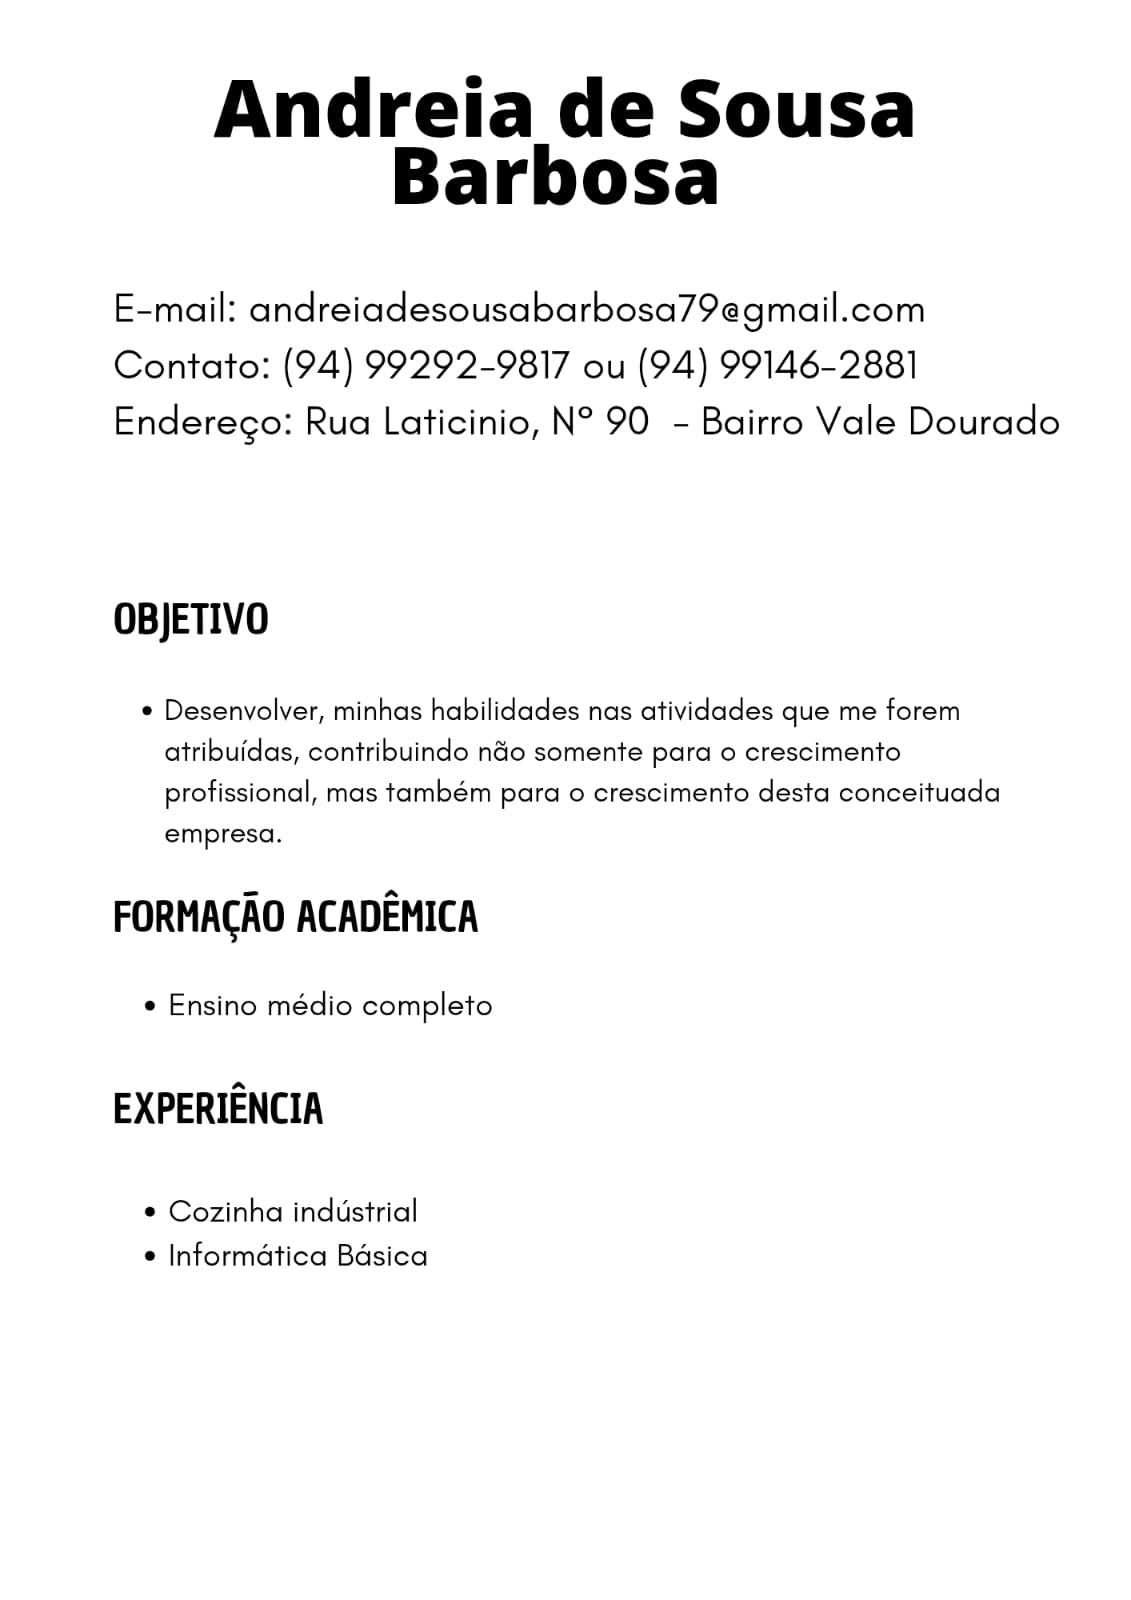 Andreia de Sousa
Barbosa
E-mail: andreiadesousabarbosa79@gmail.com
Contato: (94) 99292-9817 ou (94) 99146-2881
Endereço: Rua Laticinio, Nº 90 - Bairro Vale Dourado
OBJETIVO
• Desenvolver, minhas habilidades nas atividades que me forem
atribuídas, contribuindo não somente para o crescimento
profissional, mas também para o crescimento desta conceituada
empresa.
FORMAÇÃO ACADÊMICA
• Ensino médio completo
EXPERIÊNCIA
• Cozinha indústrial
• Informática Básica